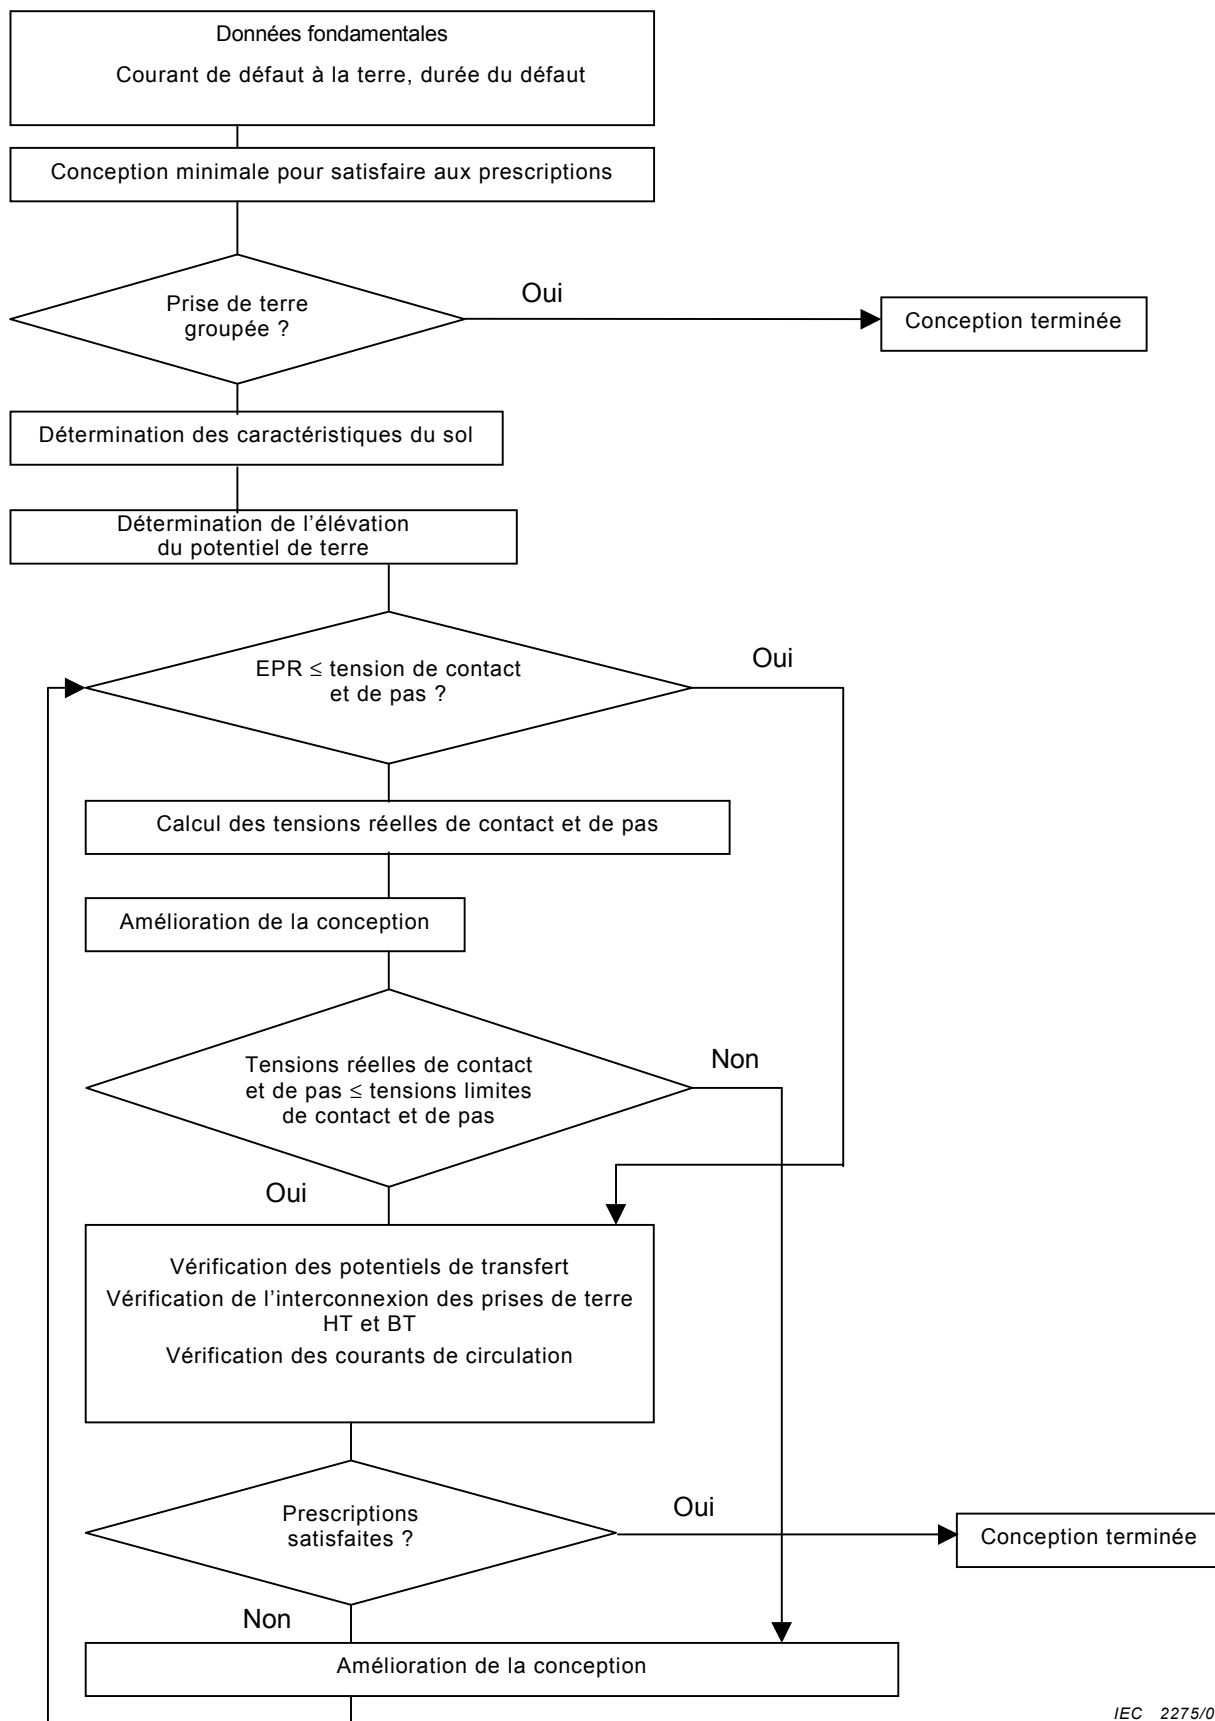 Données fondamentales
Courant de défaut à la terre, durée du défaut
Conception minimale pour satisfaire aux prescriptions
Prise de terre
groupée ?
Oui
Conception terminée
Détermination des caractéristiques du sol
Détermination de l'élévation
du potentiel de terre
EPR ≤ tension de contact
et de pas ?
Oui
Calcul des tensions réelles de contact et de pas
Amélioration de la conception
Tensions réelles de contact
et de pas ≤ tensions limites
de contact et de pas
Non
Oui
Vérification des potentiels de transfert
Vérification de l'interconnexion des prises de terre
HT et BT
Vérification des courants de circulation
Prescriptions
satisfaites ?
Oui
Conception terminée
Non
Amélioration de la conception
IEC 2275/0